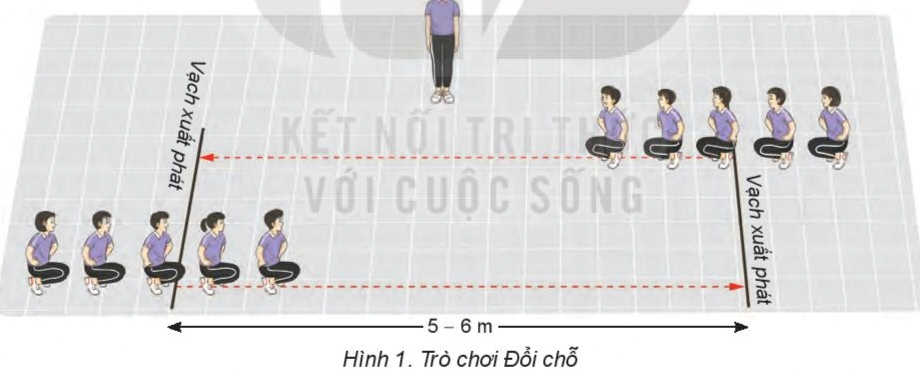 Vạch xuất phát
KẾT NỐI TRI THỨC
VỚI CUỘC SỐNG
Vạch xuất phát
5 – 6 m
Hình 1. Trò chơi Đổi chỗ